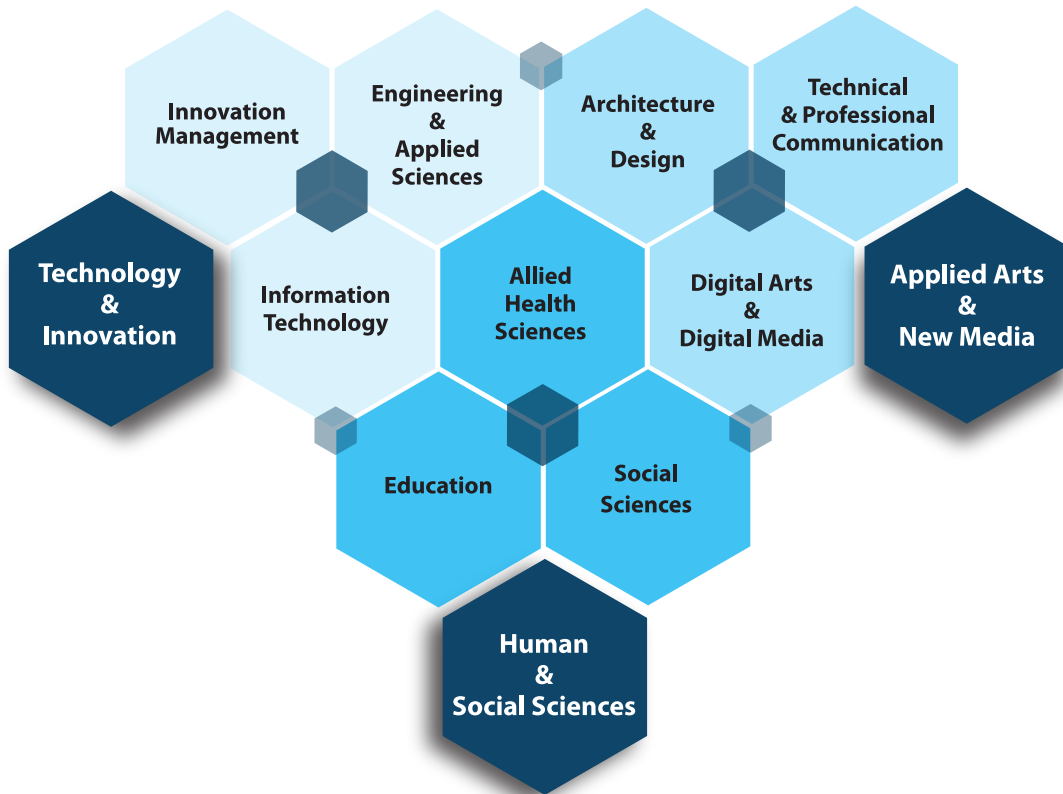 Innovation
Management
Engineering
&
Applied
Sciences
Architecture
&
Design
Technical
& Professional
Communication
Technology
&
Innovation
Information
Technology
Allied
Health
Sciences
Digital Arts
&
Digital Media
Applied Arts
&
New Media
Education
Social
Sciences
Human
&
Social Sciences